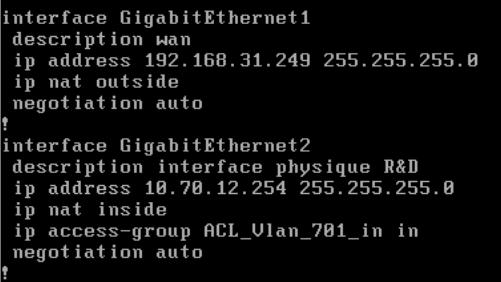 interface GigabitEthernet1
 description wan
 ip address 192.168.31.249 255.255.255.0
 ip nat outside
 negotiation auto
!
interface GigabitEthernet2
 description interface physique R&D
 ip address 10.70.12.254 255.255.255.0
 ip nat inside
 ip access-group ACL_Vlan_701_in in
 negotiation auto
!